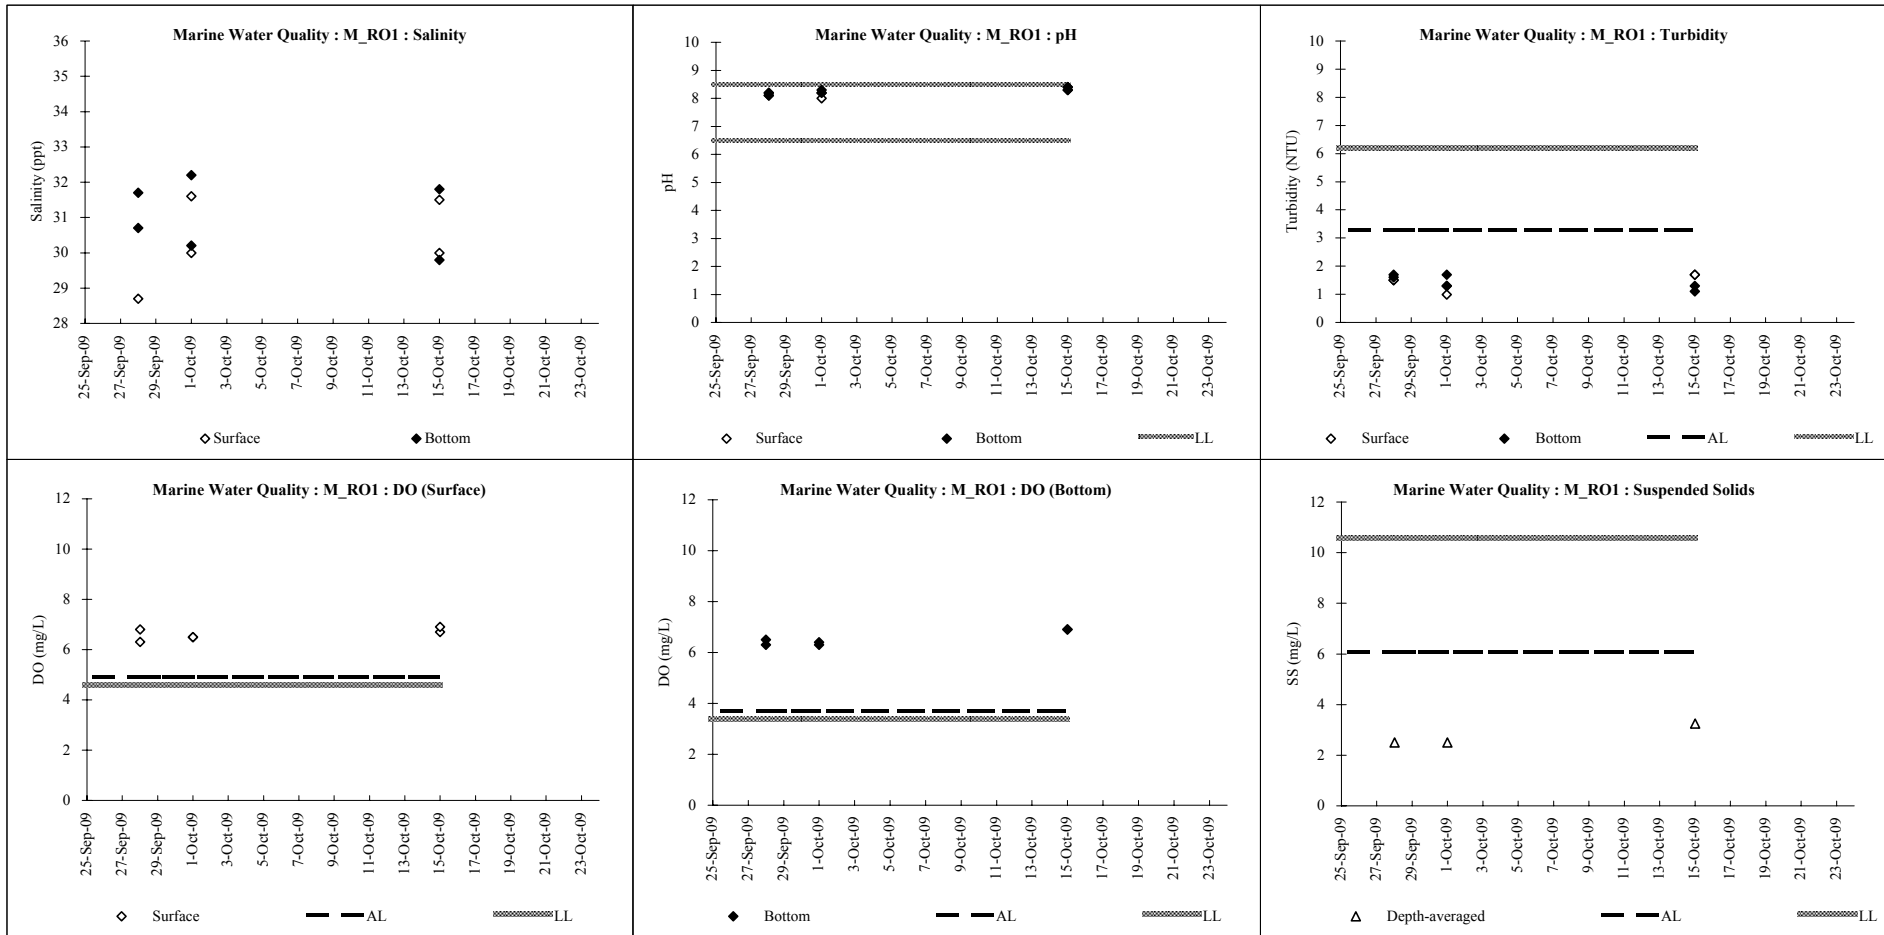 Marine Water Quality : M_RO1 : Salinity
36
35
34
33
32
31
30
29
28
Salinity (ppt)
25-Sep-09
27-Sep-09
29-Sep-09
1-Oct-09
3-Oct-09
5-Oct-09
7-Oct-09
9-Oct-09
11-Oct-09
13-Oct-09
15-Oct-09
17-Oct-09
19-Oct-09
21-Oct-09
23-Oct-09
Surface
Bottom
Marine Water Quality : M_RO1 : pH
10
9
8
7
6
5
4
3
2
1
0
pH
25-Sep-09
27-Sep-09
29-Sep-09
1-Oct-09
3-Oct-09
5-Oct-09
7-Oct-09
9-Oct-09
11-Oct-09
13-Oct-09
15-Oct-09
17-Oct-09
19-Oct-09
21-Oct-09
23-Oct-09
Surface
Bottom
LL
Marine Water Quality : M_RO1 : Turbidity
10
9
8
7
6
5
4
3
2
1
0
Turbidity (NTU)
25-Sep-09
27-Sep-09
29-Sep-09
1-Oct-09
3-Oct-09
5-Oct-09
7-Oct-09
9-Oct-09
11-Oct-09
13-Oct-09
15-Oct-09
17-Oct-09
19-Oct-09
21-Oct-09
23-Oct-09
Surface
Bottom
AL
LL
Marine Water Quality : M_RO1 : DO (Surface)
12
10
8
6
4
2
0
DO (mg/L)
25-Sep-09
27-Sep-09
29-Sep-09
1-Oct-09
3-Oct-09
5-Oct-09
7-Oct-09
9-Oct-09
11-Oct-09
13-Oct-09
15-Oct-09
17-Oct-09
19-Oct-09
21-Oct-09
23-Oct-09
Surface
AL
LL
Marine Water Quality : M_RO1 : DO (Bottom)
12
10
8
6
4
2
0
DO (mg/L)
25-Sep-09
27-Sep-09
29-Sep-09
1-Oct-09
3-Oct-09
5-Oct-09
7-Oct-09
9-Oct-09
11-Oct-09
13-Oct-09
15-Oct-09
17-Oct-09
19-Oct-09
21-Oct-09
23-Oct-09
Bottom
AL
LL
Marine Water Quality : M_RO1 : Suspended Solids
12
10
8
6
4
2
0
SS (mg/L)
25-Sep-09
27-Sep-09
29-Sep-09
1-Oct-09
3-Oct-09
5-Oct-09
7-Oct-09
9-Oct-09
11-Oct-09
13-Oct-09
15-Oct-09
17-Oct-09
19-Oct-09
21-Oct-09
23-Oct-09
Depth-averaged
AL
LL